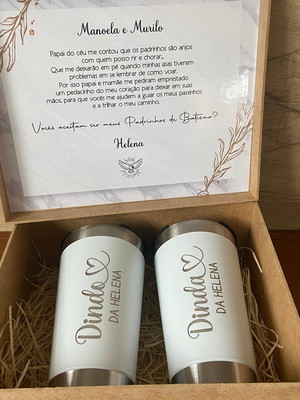 Manoela e Murilo
Papai do céu me contou que os padrinhos são anjos
com quem posso rir e chorar...
Que me deixarão em pé quando minhas asas tiverem
problemas em se lembrar de como voar.
Por isso papai e mamãe me pediram emprestado
um pedacinho do meu coração para deixar em suas
mãos, para que vocês me ajudem a guiar os meus passinhos
e a trilhar o meu caminho.
Vocês aceitam ser meus Padrinhos de Batismo?
Helena
Dindo
DA HELENA
Dinda
DA HELENA